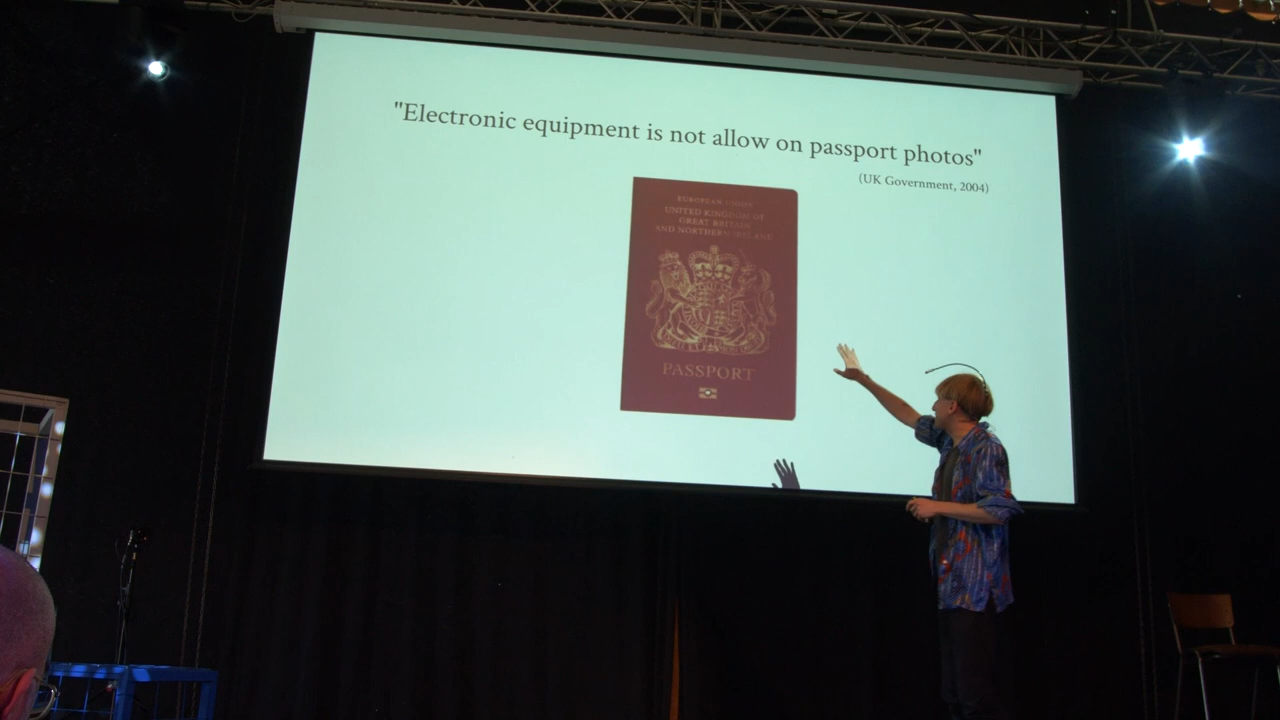 "Electronic equipment is not allow on passport photos"
(UK Government, 2004)
EUROPEAN UNION
UNITED KINGDOM OF
GREAT BRITAIN
AND NORTHERN IRELAND
PASSPORT